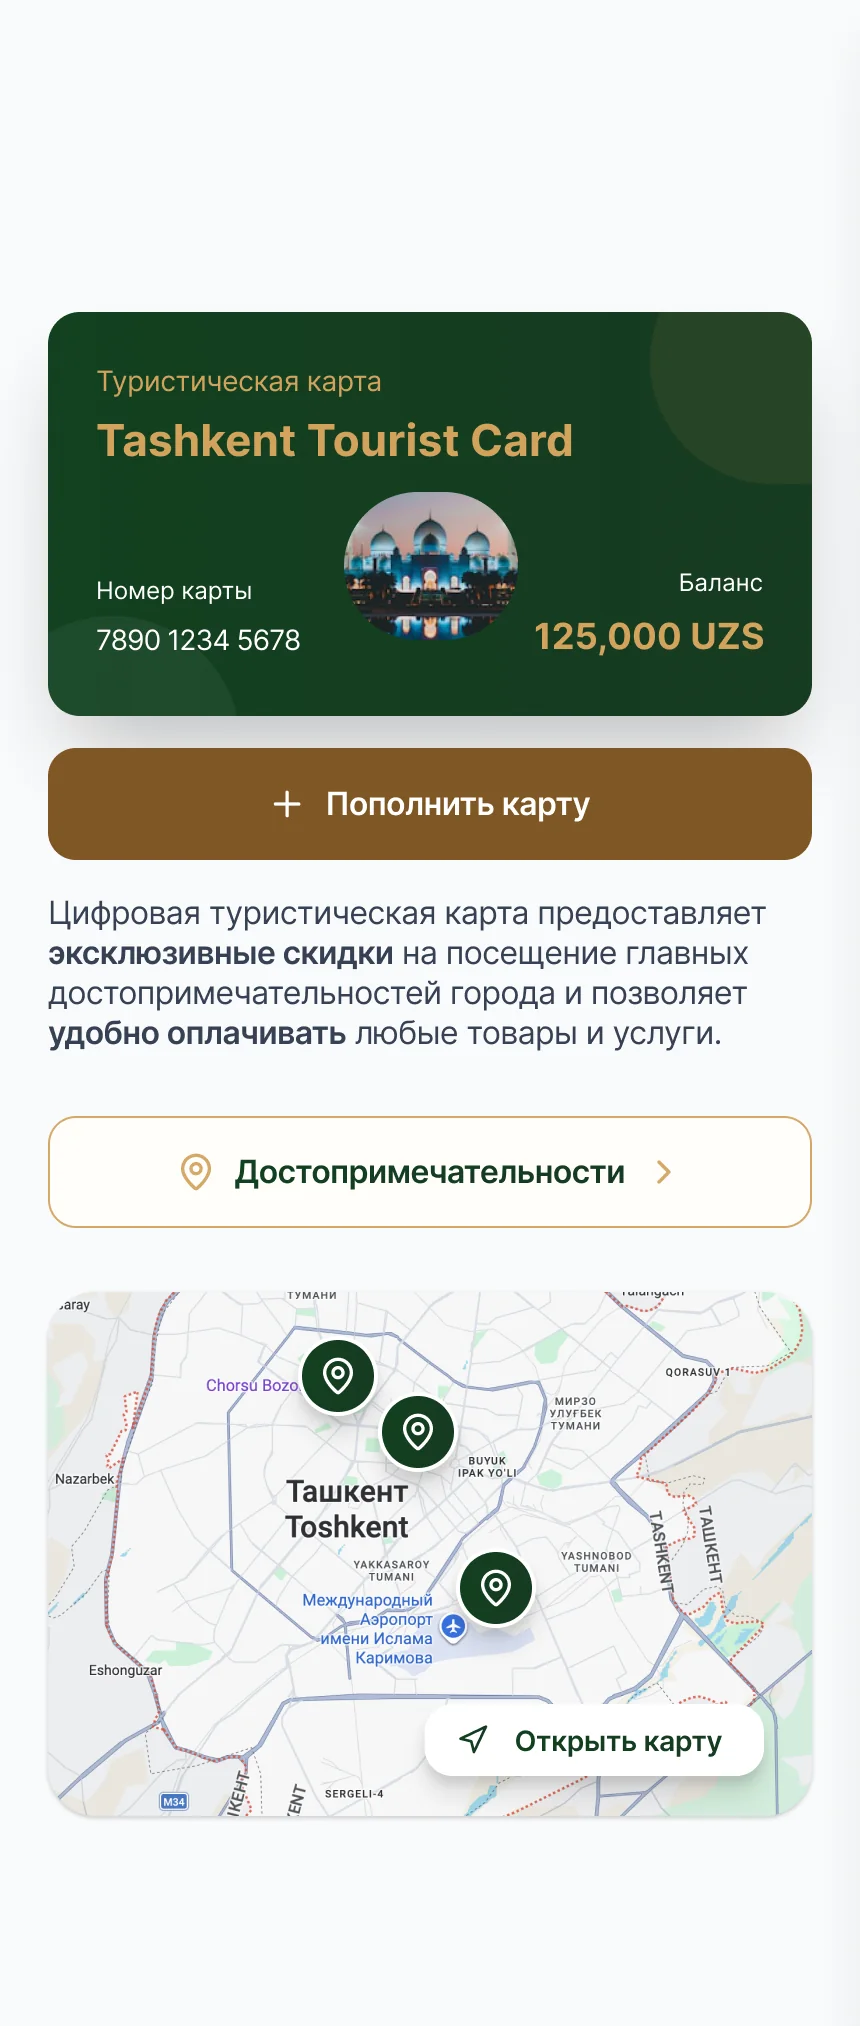 Туристическая карта
Tashkent Tourist Card
Номер карты
7890 1234 5678
Баланс
125,000 UZS
Пополнить карту
Цифровая туристическая карта предоставляет
эксклюзивные скидки на посещение главных
достопримечательностей города и позволяет
удобно оплачивать любые товары и услуги.
Достопримечательности
ТУМАНИ
QORASUV-1
Chorsu Bozo
МИРЗО
УЛУҒБЕК
ТУМАНИ
BUYUK
IPAK YO'LI
Nazarbek
Ташкент
Toshkent
TASHKENT
ТАШКЕНТ
YAKKASAROY
TUMANI
YASHNOBOD
TUMANI
Международный
Аэропорт
имени Ислама
Каримова
Eshonguzar
Открыть карту
M34
SERGELI-4